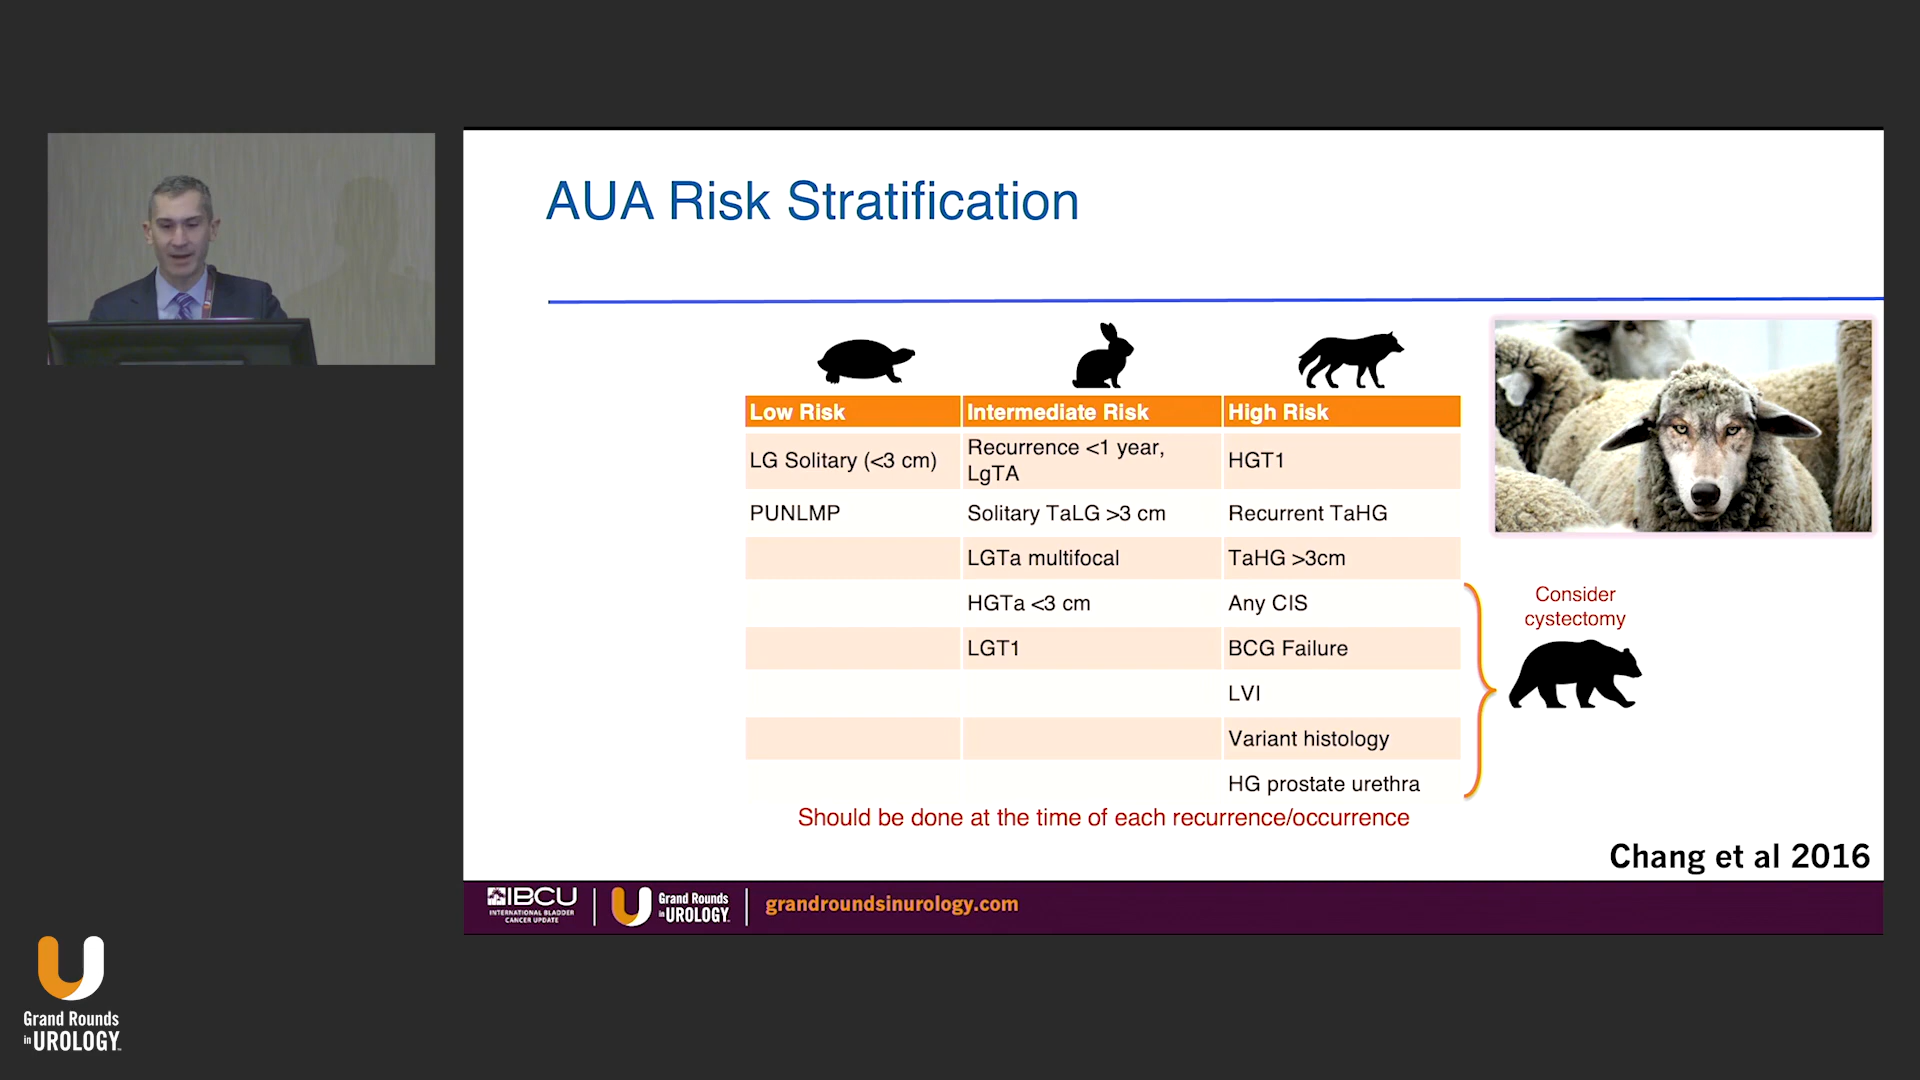 AUA Risk Stratification
Low Risk
Intermediate Risk
High Risk
LG Solitary (<3 cm)
Recurrence <1 year,
LgTA
HGT1
PUNLMP
Solitary TaLG >3 cm
Recurrent TaHG
LGTa multifocal
TaHG >3cm
HGTa <3 cm
Any CIS
LGT1
BCG Failure
LVI
Variant histology
HG prostate urethra
Consider
cystectomy
Should be done at the time of each recurrence/occurrence
Chang et al 2016
IBCU
INTERNATIONAL BLADDER
CANCER UPDATE
Grand Rounds
in UROLOGY
grandroundsinurology.com
Grand Rounds
in UROLOGY